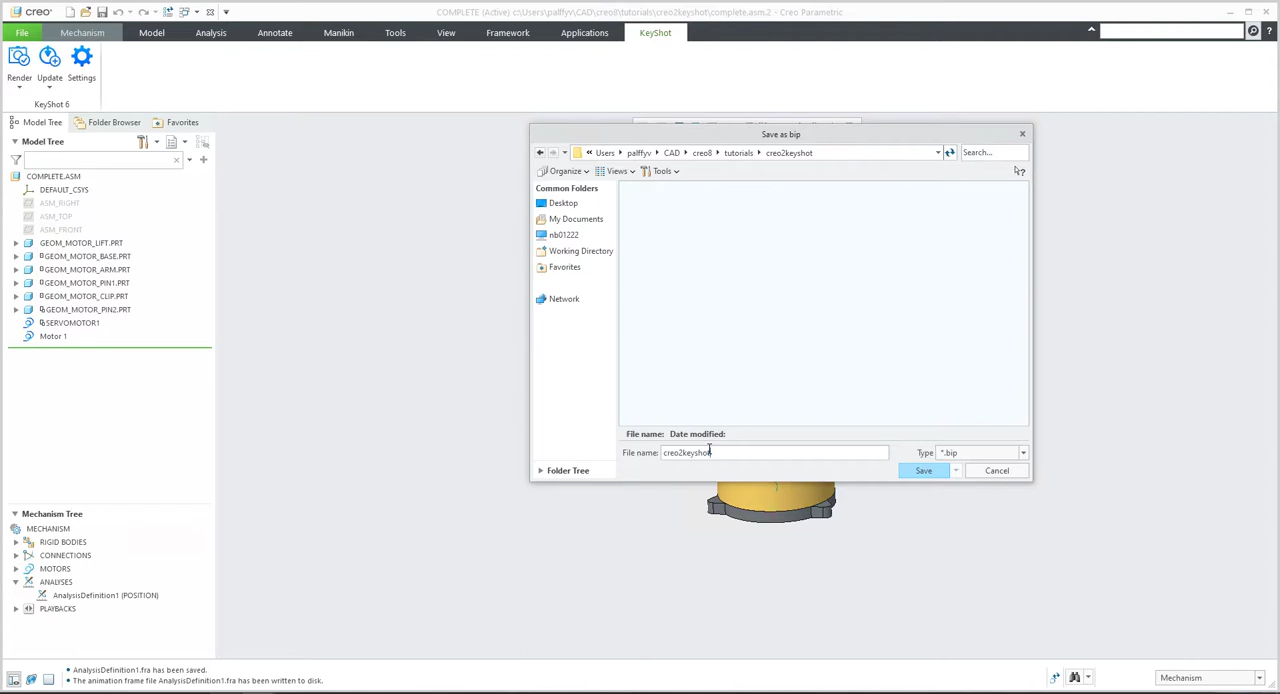 creo COMPLETE (Active) c:\Users\palffyv\CAD\creo8\tutorials\creo2keyshot\complete.asm.2 - Creo Parametric
File Mechanism Model Analysis Annotate Manikin Tools View Framework Applications KeyShot
Render Update Settings
KeyShot 6
Model Tree Folder Browser Favorites
Model Tree
COMPLETE.ASM
DEFAULT_CSYS
ASM_RIGHT
ASM_TOP
ASM_FRONT
GEOM_MOTOR_LIFT.PRT
GEOM_MOTOR_BASE.PRT
GEOM_MOTOR_ARM.PRT
GEOM_MOTOR_PIN1.PRT
GEOM_MOTOR_CLIP.PRT
GEOM_MOTOR_PIN2.PRT
SERVOMOTOR1
Motor 1
Save as bip
« Users palffyv CAD creo8 tutorials creo2keyshot Search...
Organize Views Tools
Common Folders
Desktop
My Documents
nb01222
Working Directory
Favorites
Network
File name: Date modified:
File name: creo2keyshot Type *.bip
Folder Tree Save Cancel
Mechanism Tree
MECHANISM
RIGID BODIES
CONNECTIONS
MOTORS
ANALYSES
AnalysisDefinition1 (POSITION)
PLAYBACKS
• AnalysisDefinition1.fra has been saved.
• The animation frame file AnalysisDefinition1.fra has been written to disk.
Mechanism